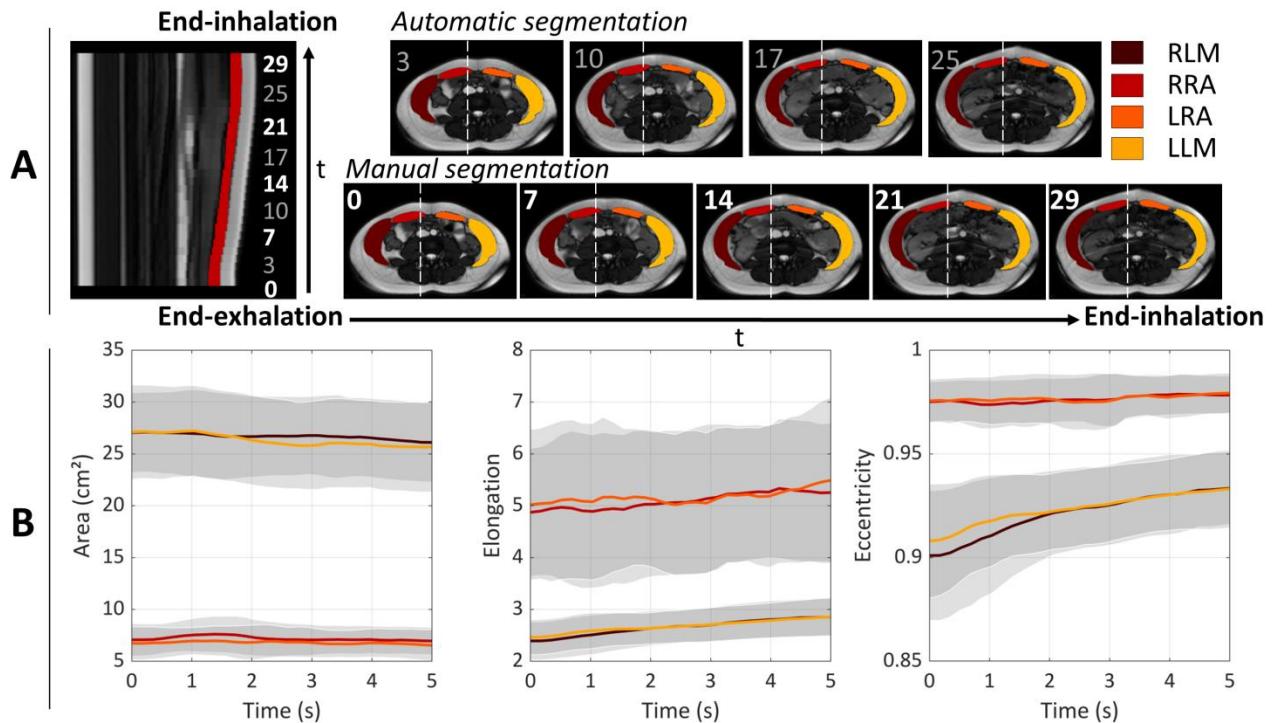 A
End-inhalation
29
25
21
17
14
10
7
3
0
t
End-exhalation
Automatic segmentation
3
10
17
25
RLM
RRA
LRA
LLM
Manual segmentation
0
7
14
21
29
t
End-inhalation
B
35
30
25
20
15
10
5
Area (cm²)
0 1 2 3 4 5
Time (s)
8
7
6
5
4
3
2
Elongation
0 1 2 3 4 5
Time (s)
1
0.95
0.9
0.85
Eccentricity
0 1 2 3 4 5
Time (s)